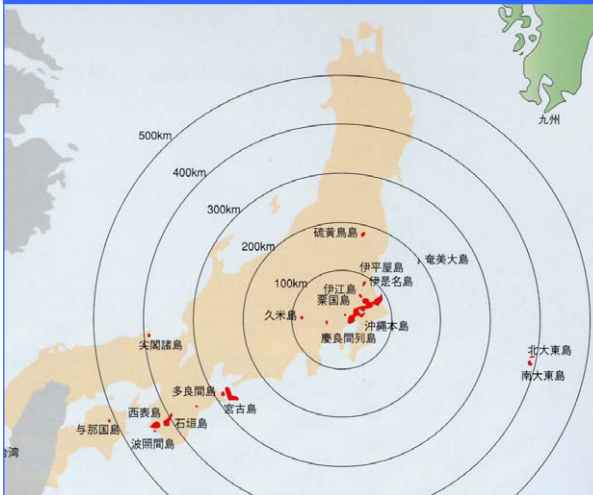 九州
500km
400km
300km
硫黄鳥島
200km
奄美大島
伊平屋島
伊是名島
100km
伊江島
粟国島
久米島
沖縄本島
慶良間列島
尖閣諸島
北大東島
南大東島
多良間島
宮古島
西表島
石垣島
与那国島
波照間島
台湾